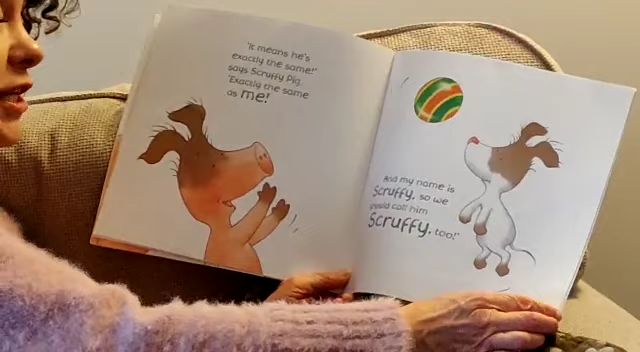 'It means he's
exactly the same!'
says Scruffy Pig.
'Exactly the same
as me!
And my name is
Scruffy, so we
should call him
Scruffy, too!'